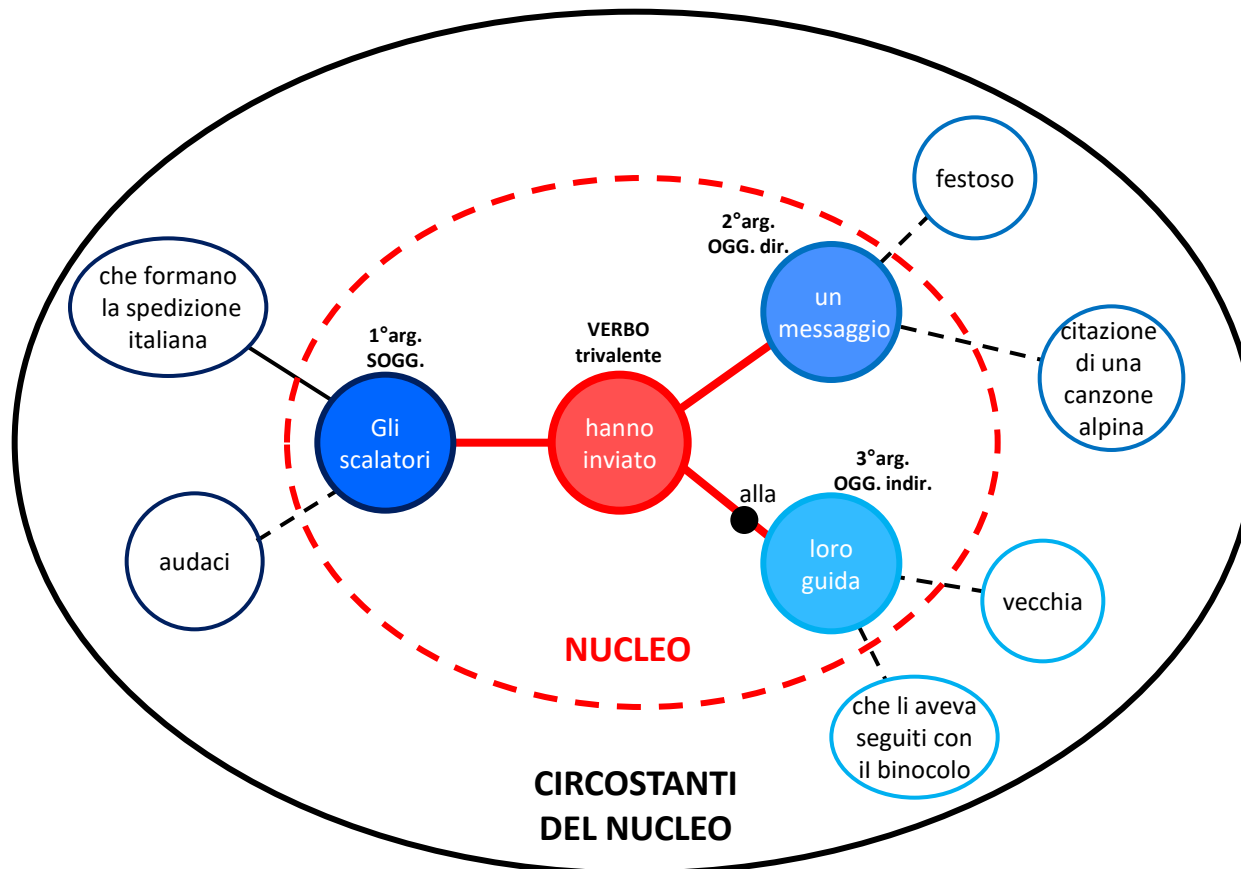 festoso
2°arg.
OGG. dir.
che formano
la spedizione
italiana
un
messaggio
citazione
di una
canzone
alpina
1°arg.
SOGG.
VERBO
trivalente
Gli
scalatori
hanno
inviato
3°arg.
OGG. indir.
alla
audaci
loro
guida
vecchia
NUCLEO
che li aveva
seguiti con
iI binocolo
CIRCOSTANTI
DEL NUCLEO